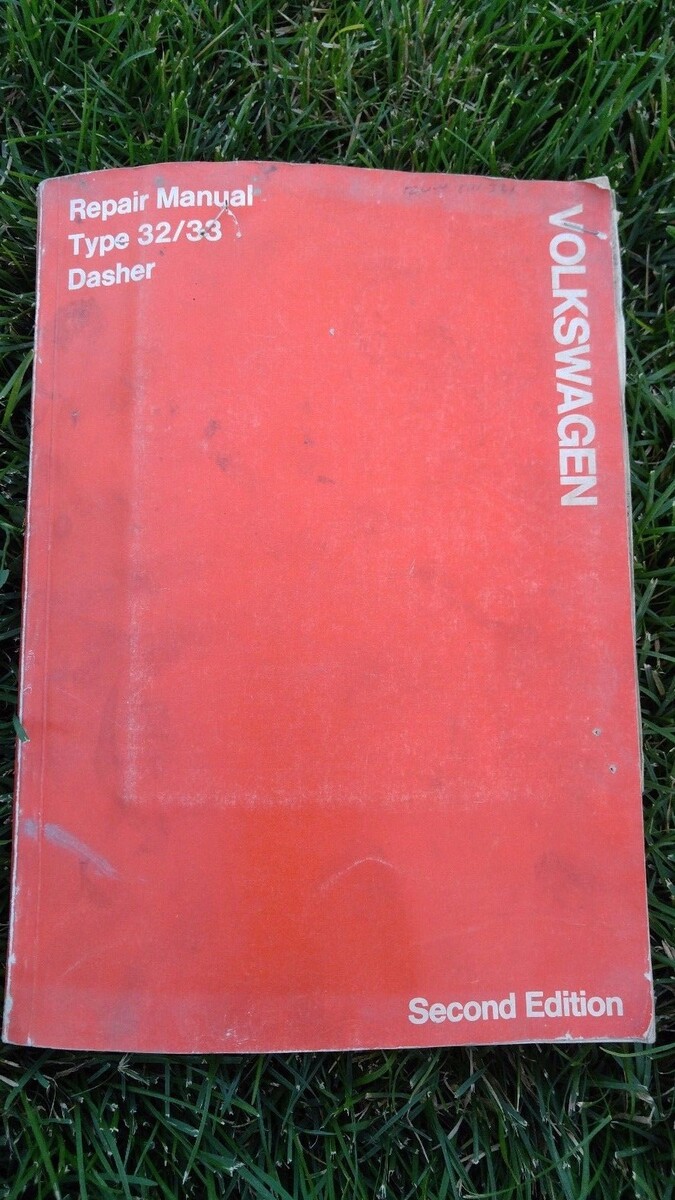 Repair Manual
Type 32/33
Dasher
VOLKSWAGEN
Second Edition